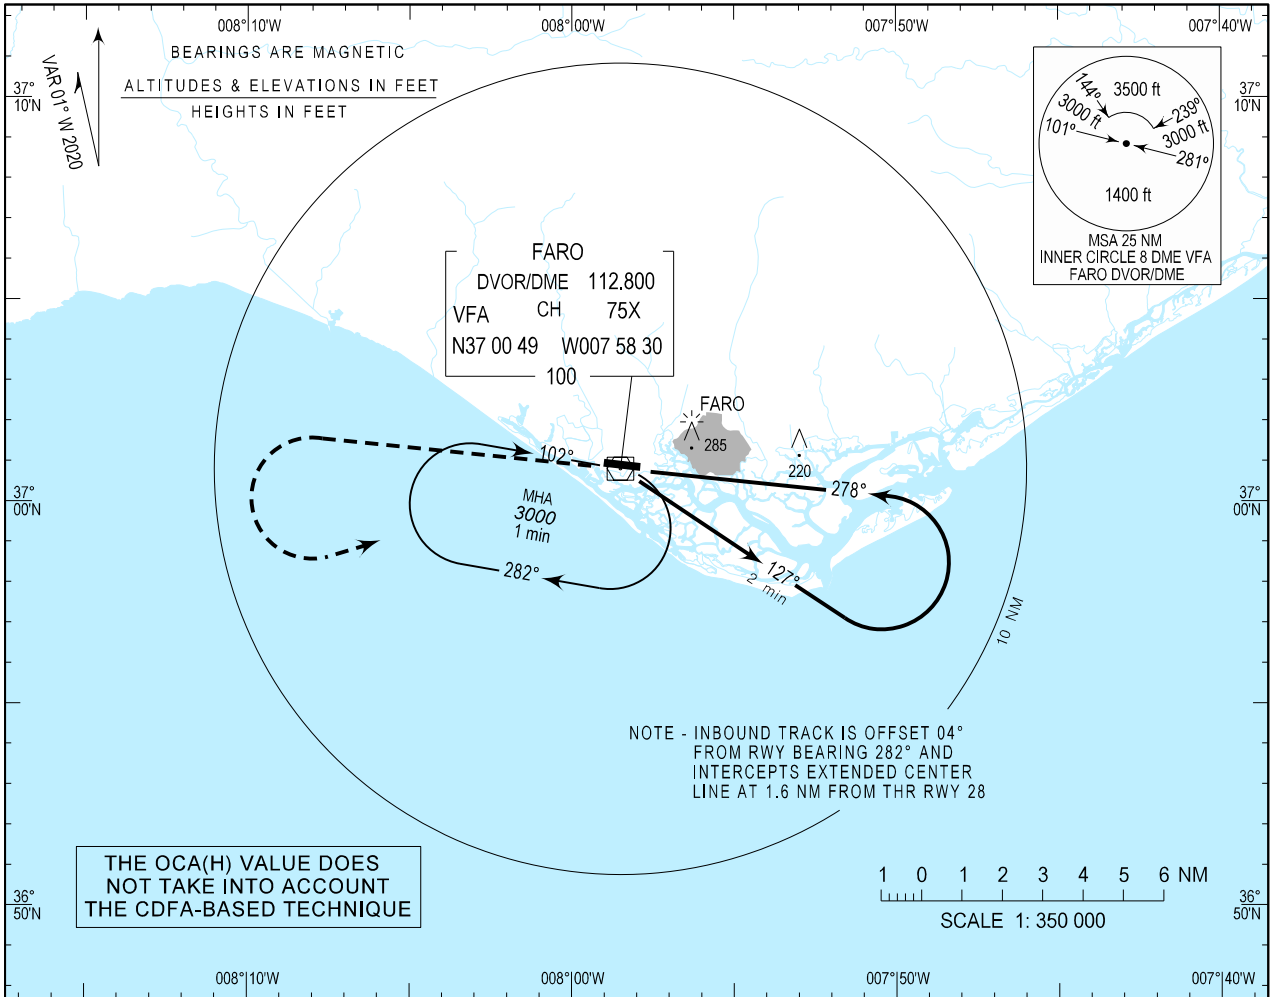 008°10'W
008°00'W
007°50'W
007°40'W
BEARINGS ARE MAGNETIC
ALTITUDES & ELEVATIONS IN FEET
HEIGHTS IN FEET
VAR 01° W 2020
37°
10'N
37°
10'N
3500 ft
144°
3000 ft
101°
239°
3000 ft
281°
1400 ft
MSA 25 NM
INNER CIRCLE 8 DME VFA
FARO DVOR/DME
FARO
DVOR/DME 112.800
VFA CH 75X
N37 00 49 W007 58 30
100
FARO
285
220
102°
278°
MHA
3000
1 min
282°
127°
2 min
37°
00'N
37°
00'N
10 NM
NOTE - INBOUND TRACK IS OFFSET 04°
FROM RWY BEARING 282° AND
INTERCEPTS EXTENDED CENTER
LINE AT 1.6 NM FROM THR RWY 28
THE OCA(H) VALUE DOES
NOT TAKE INTO ACCOUNT
THE CDFA-BASED TECHNIQUE
1 0 1 2 3 4 5 6 NM
SCALE 1: 350 000
36°
50'N
36°
50'N
008°10'W
008°00'W
007°50'W
007°40'W